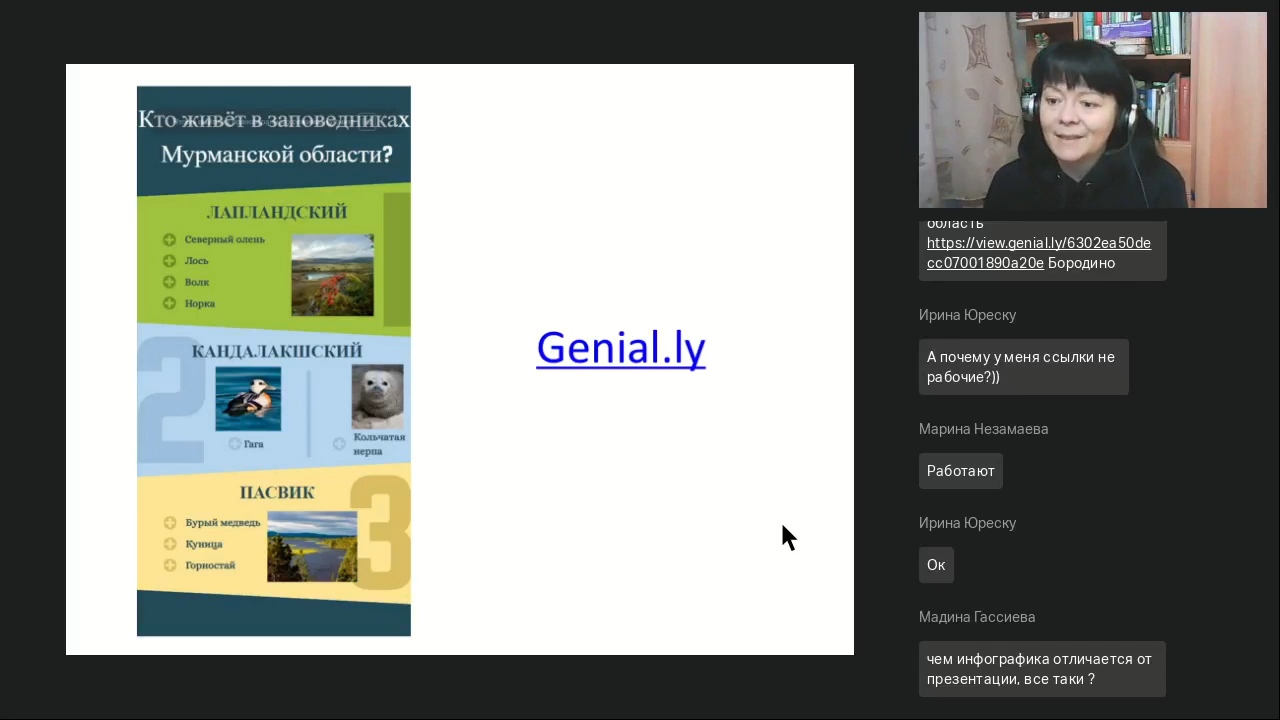 Кто живёт в заповедниках
Мурманской области?
ЛАПЛАНДСКИЙ
Северный олень
Лось
Волк
Норка
2
КАНДАЛАКШСКИЙ
Гага
Кольчатая
нерпа
ПАСВИК
3
Бурый медведь
Куница
Горностай
Genial.ly
область
https://view.genial.ly/6302ea50de
cc07001890a20e Бородино
Ирина Юреску
А почему у меня ссылки не
рабочие?))
Марина Незамаева
Работают
Ирина Юреску
Ок
Мадина Гассиева
чем инфографика отличается от
презентации, все таки ?